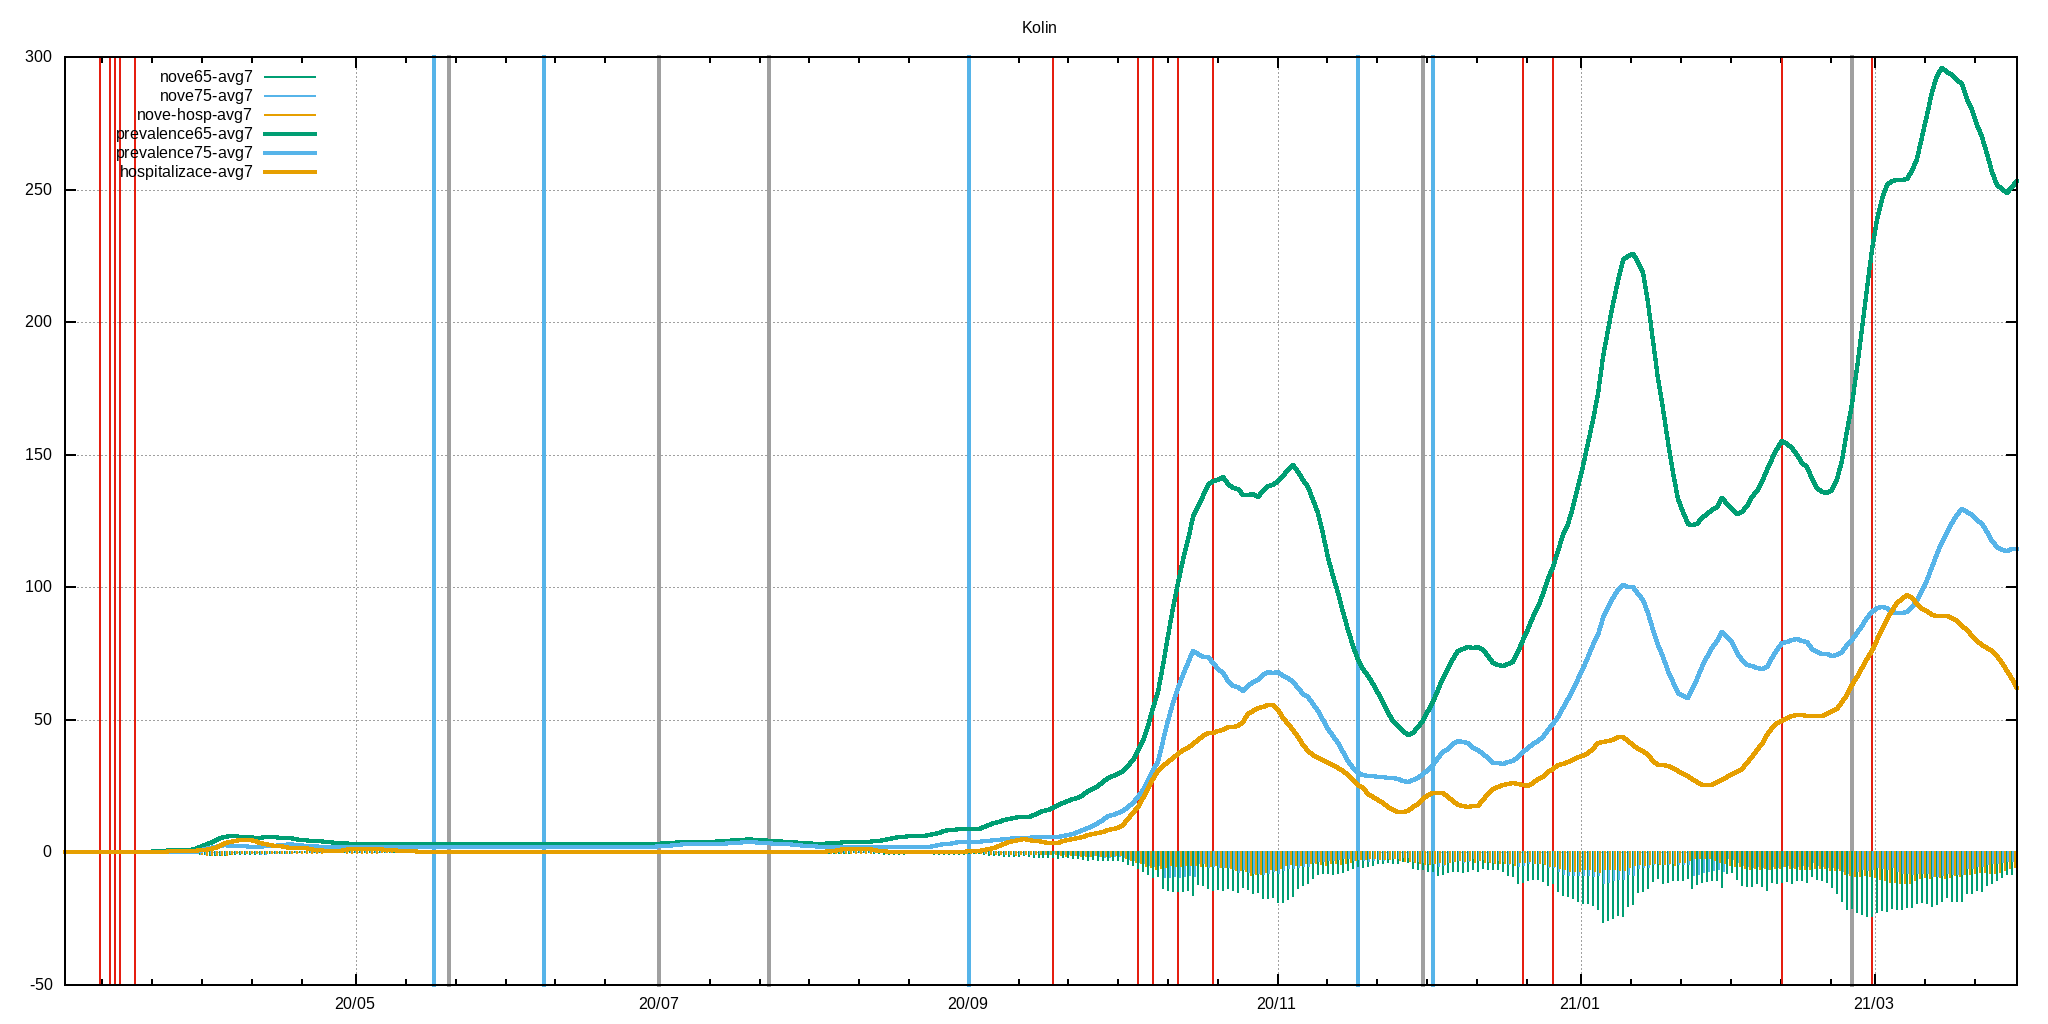 Kolin
300
250
200
150
100
50
0
-50
nove65-avg7
nove75-avg7
nove-hosp-avg7
prevalence65-avg7
prevalence75-avg7
hospitalizace-avg7
20/05 20/07 20/09 20/11 21/01 21/03